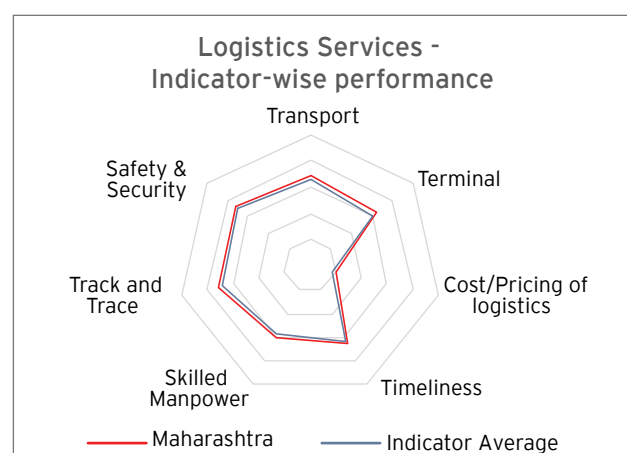 Logistics Services -
Indicator-wise performance
Transport
Safety &
Security
Terminal
Track and
Trace
Cost/Pricing of
logistics
Skilled
Manpower
Timeliness
Maharashtra
Indicator Average